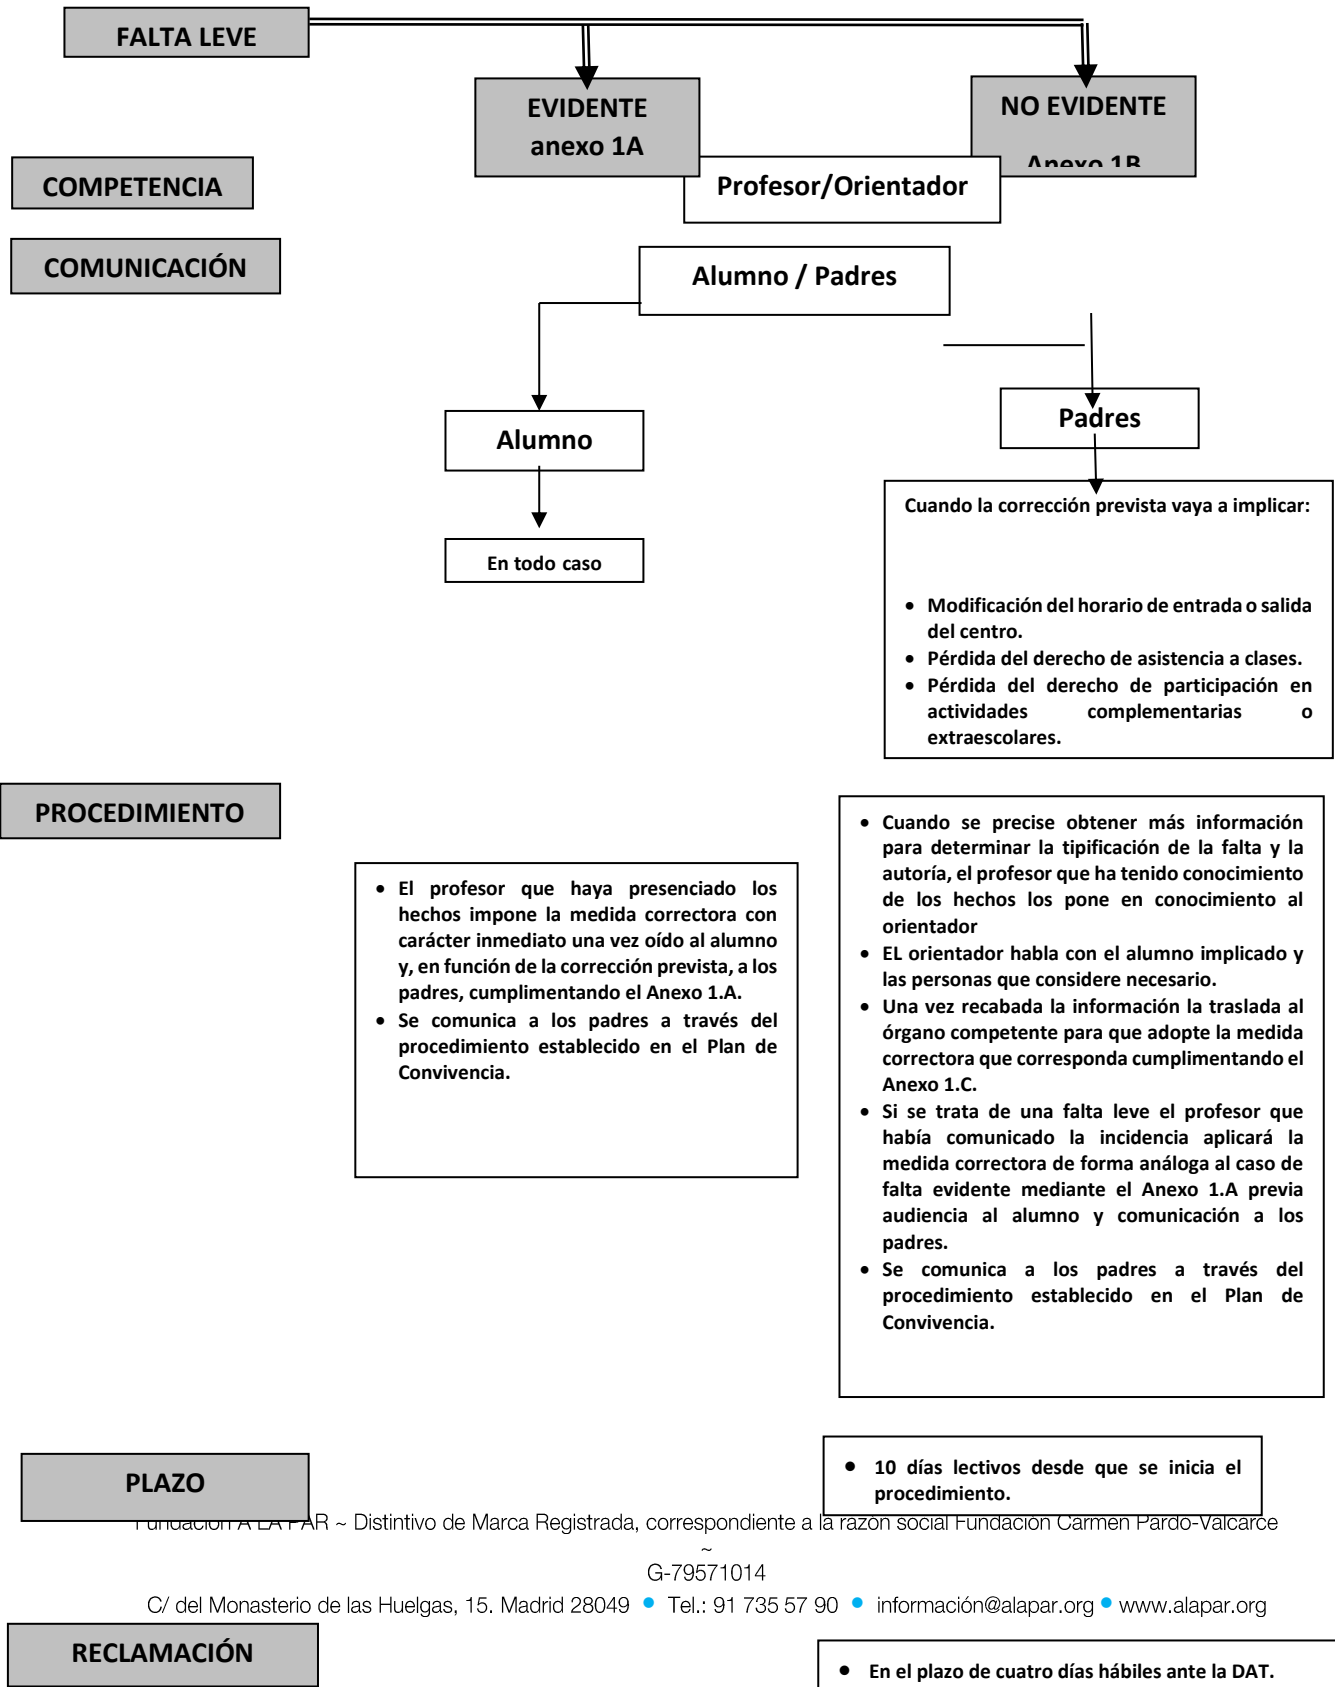 FALTA LEVE
EVIDENTE
anexo 1A
NO EVIDENTE
Anexo 1B
COMPETENCIA
Profesor/Orientador
COMUNICACIÓN
Alumno / Padres
Alumno
Padres
En todo caso
Cuando la corrección prevista vaya a implicar:
• Modificación del horario de entrada o salida
del centro.
• Pérdida del derecho de asistencia a clases.
• Pérdida del derecho de participación en
actividades complementarias o
extraescolares.
PROCEDIMIENTO
• El profesor que haya presenciado los
hechos impone la medida correctora con
carácter inmediato una vez oído al alumno
y, en función de la corrección prevista, a los
padres, cumplimentando el Anexo 1.A.
• Se comunica a los padres a través del
procedimiento establecido en el Plan de
Convivencia.
• Cuando se precise obtener más información
para determinar la tipificación de la falta y la
autoría, el profesor que ha tenido conocimiento
de los hechos los pone en conocimiento al
orientador
• EL orientador habla con el alumno implicado y
las personas que considere necesario.
• Una vez recabada la información la traslada al
órgano competente para que adopte la medida
correctora que corresponda cumplimentando el
Anexo 1.C.
• Si se trata de una falta leve el profesor que
había comunicado la incidencia aplicará la
medida correctora de forma análoga al caso de
falta evidente mediante el Anexo 1.A previa
audiencia al alumno y comunicación a los
padres.
• Se comunica a los padres a través del
procedimiento establecido en el Plan de
Convivencia.
PLAZO
• 10 días lectivos desde que se inicia el
procedimiento.
Fundación A LA PAR ~ Distintivo de Marca Registrada, correspondiente a la razón social Fundación Carmen Pardo-Valcarce
~
G-79571014
C/ del Monasterio de las Huelgas, 15. Madrid 28049 • Tel.: 91 735 57 90 • información@alapar.org • www.alapar.org
RECLAMACIÓN
• En el plazo de cuatro días hábiles ante la DAT.